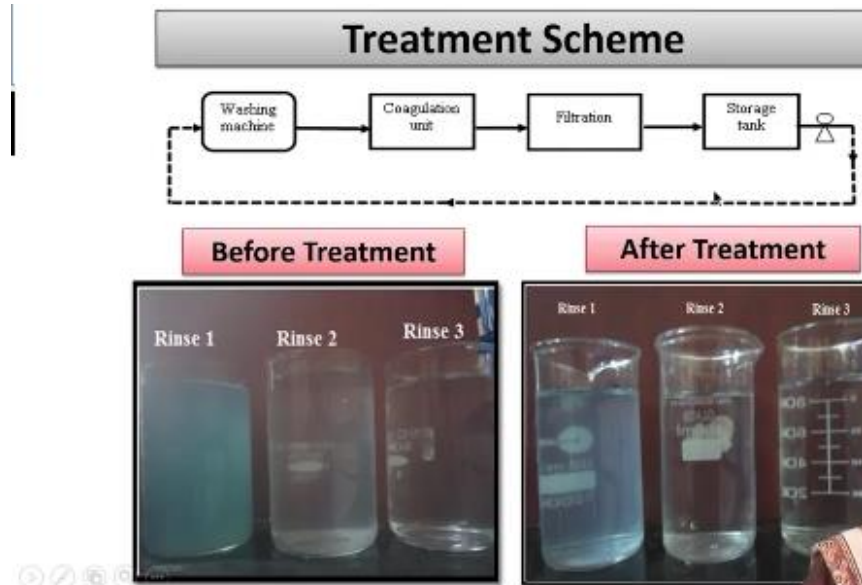 Treatment Scheme
Washing
machine
Coagulation
unit
Filtration
Storage
tank
Before Treatment
After Treatment
Rinse 1
Rinse 2
Rinse 3
Rinse 1
Rinse 2
Rinse 3